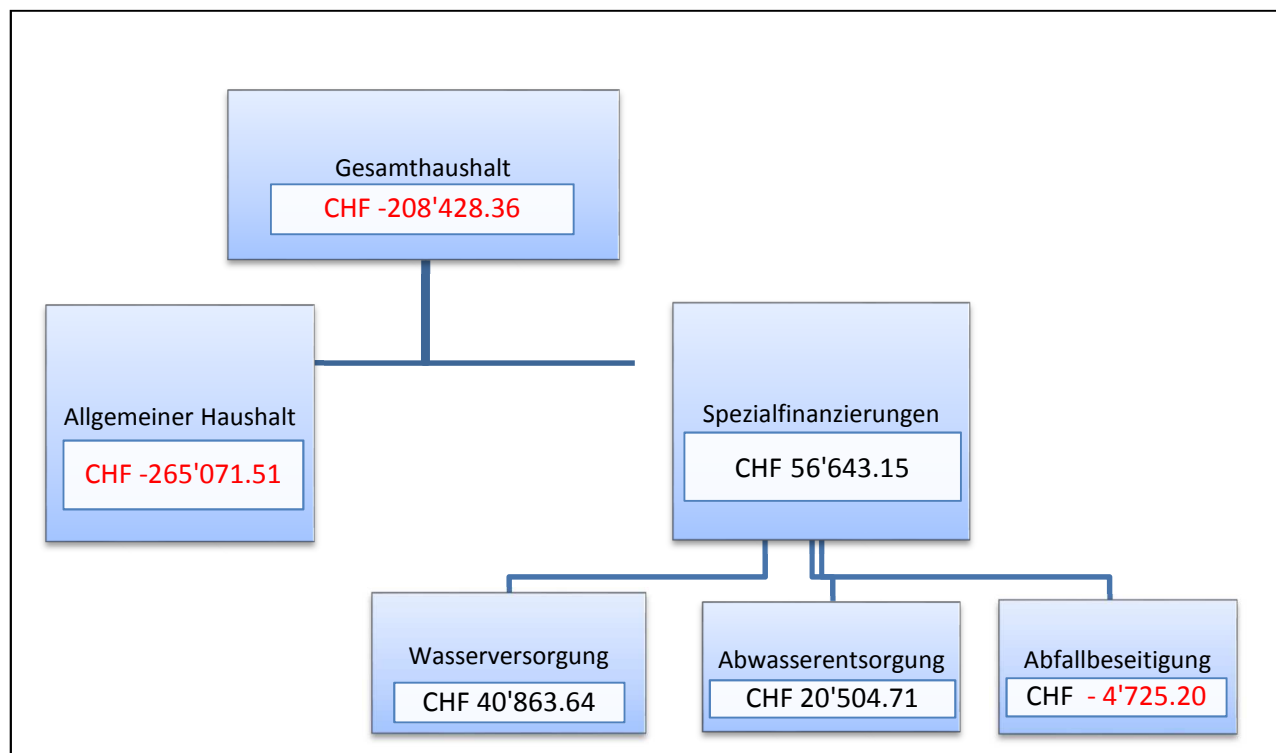 Gesamthaushalt
CHF -208'428.36
Allgemeiner Haushalt
CHF -265'071.51
Spezialfinanzierungen
CHF 56'643.15
Wasserversorgung
CHF 40'863.64
Abwasserentsorgung
CHF 20'504.71
Abfallbeseitigung
CHF - 4'725.20